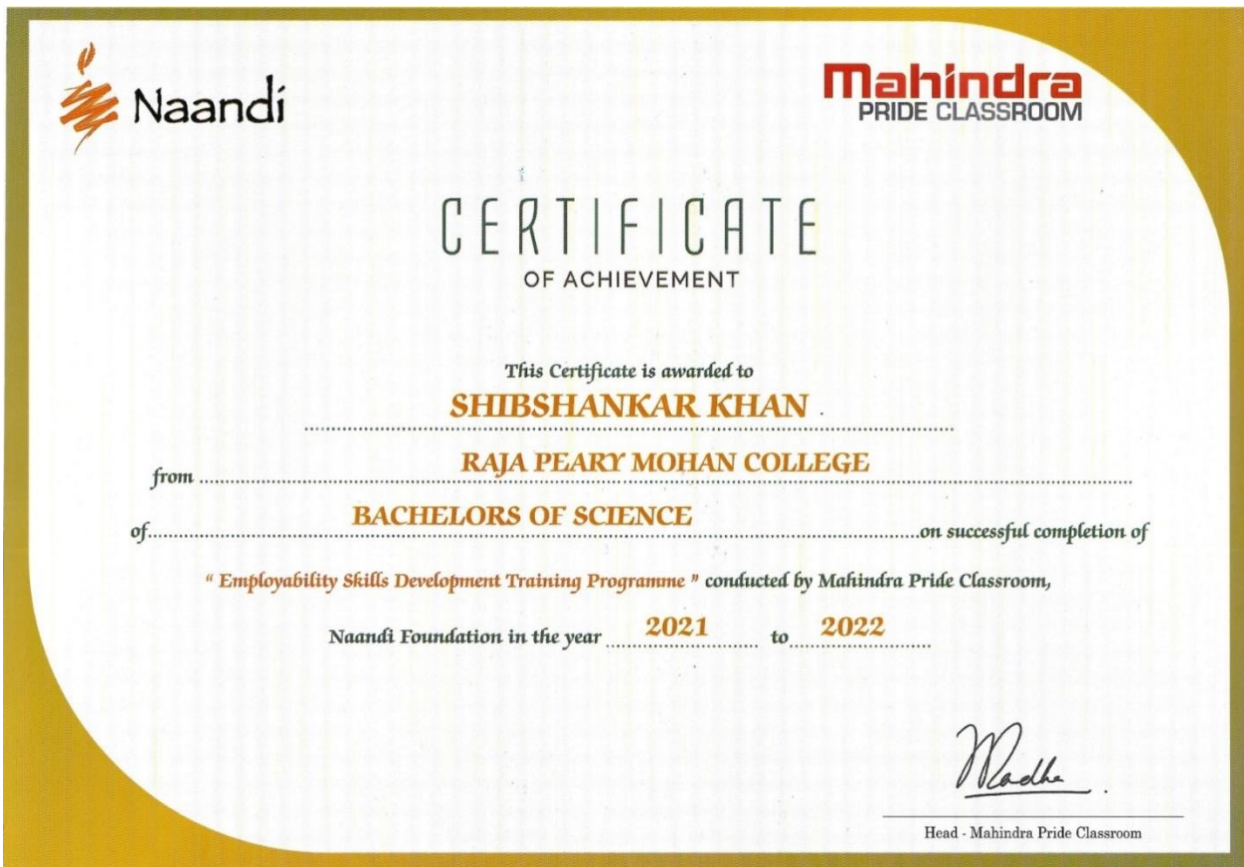 Naandi
Mahindra
PRIDE CLASSROOM
CERTIFICATE
OF ACHIEVEMENT
This Certificate is awarded to
SHIBSHANKAR KHAN
from RAJA PEARY MOHAN COLLEGE
of BACHELORS OF SCIENCE on successful completion of
" Employability Skills Development Training Programme " conducted by Mahindra Pride Classroom,
Naandi Foundation in the year 2021 to 2022
Head - Mahindra Pride Classroom